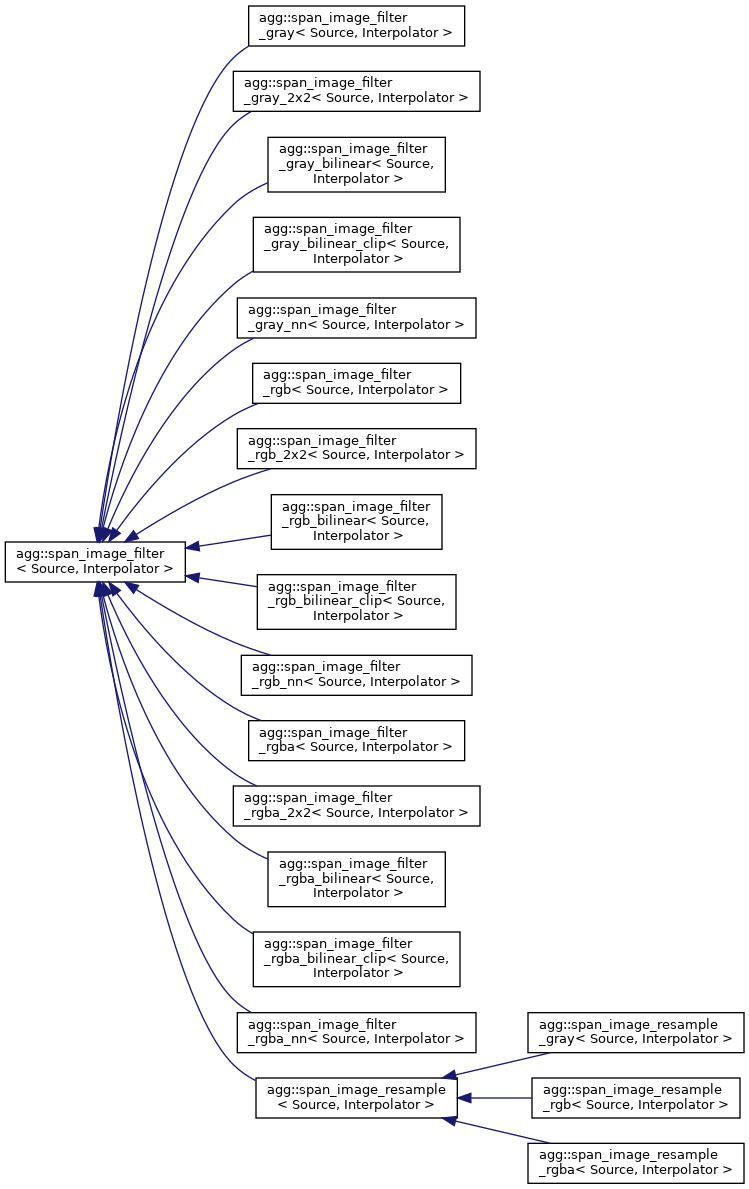 agg::span_image_filter
_gray< Source, Interpolator >
agg::span_image_filter
_gray_2x2< Source, Interpolator >
agg::span_image_filter
_gray_bilinear< Source,
Interpolator >
agg::span_image_filter
_gray_bilinear_clip< Source,
Interpolator >
agg::span_image_filter
_gray_nn< Source, Interpolator >
agg::span_image_filter
_rgb< Source, Interpolator >
agg::span_image_filter
_rgb_2x2< Source, Interpolator >
agg::span_image_filter
_rgb_bilinear< Source,
Interpolator >
agg::span_image_filter
< Source, Interpolator >
agg::span_image_filter
_rgb_bilinear_clip< Source,
Interpolator >
agg::span_image_filter
_rgb_nn< Source, Interpolator >
agg::span_image_filter
_rgba< Source, Interpolator >
agg::span_image_filter
_rgba_2x2< Source, Interpolator >
agg::span_image_filter
_rgba_bilinear< Source,
Interpolator >
agg::span_image_filter
_rgba_bilinear_clip< Source,
Interpolator >
agg::span_image_filter
_rgba_nn< Source, Interpolator >
agg::span_image_resample
_gray< Source, Interpolator >
agg::span_image_resample
< Source, Interpolator >
agg::span_image_resample
_rgb< Source, Interpolator >
agg::span_image_resample
_rgba< Source, Interpolator >